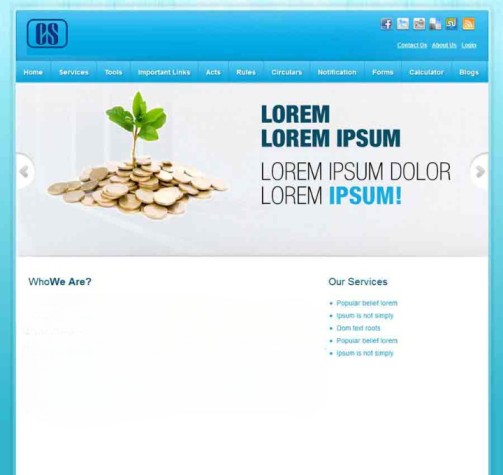 CS
Contact Us About Us Login
Home Services Tools Important Links Acts Rules Circulars Notification Forms Calculator Blogs
LOREM
LOREM IPSUM
LOREM IPSUM DOLOR
LOREM IPSUM!
WhoWe Are?
Our Services
Popular belief lorem
Ipsum is not simply
Dom text roots
Popular belief lorem
Ipsum is not simply